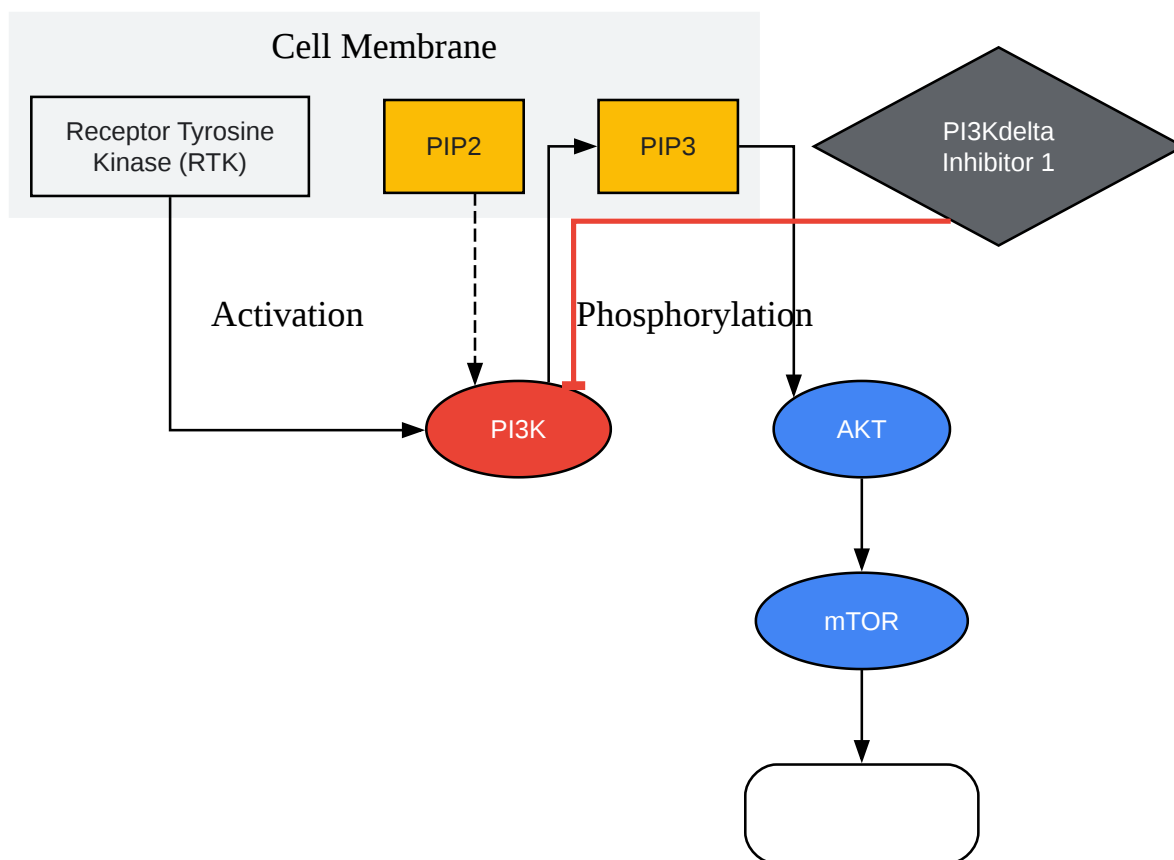 Cell Membrane
Receptor Tyrosine
Kinase (RTK)
PIP2
PIP3
PI3Kdelta
Inhibitor 1
Activation
Phosphorylation
PI3K
AKT
mTOR